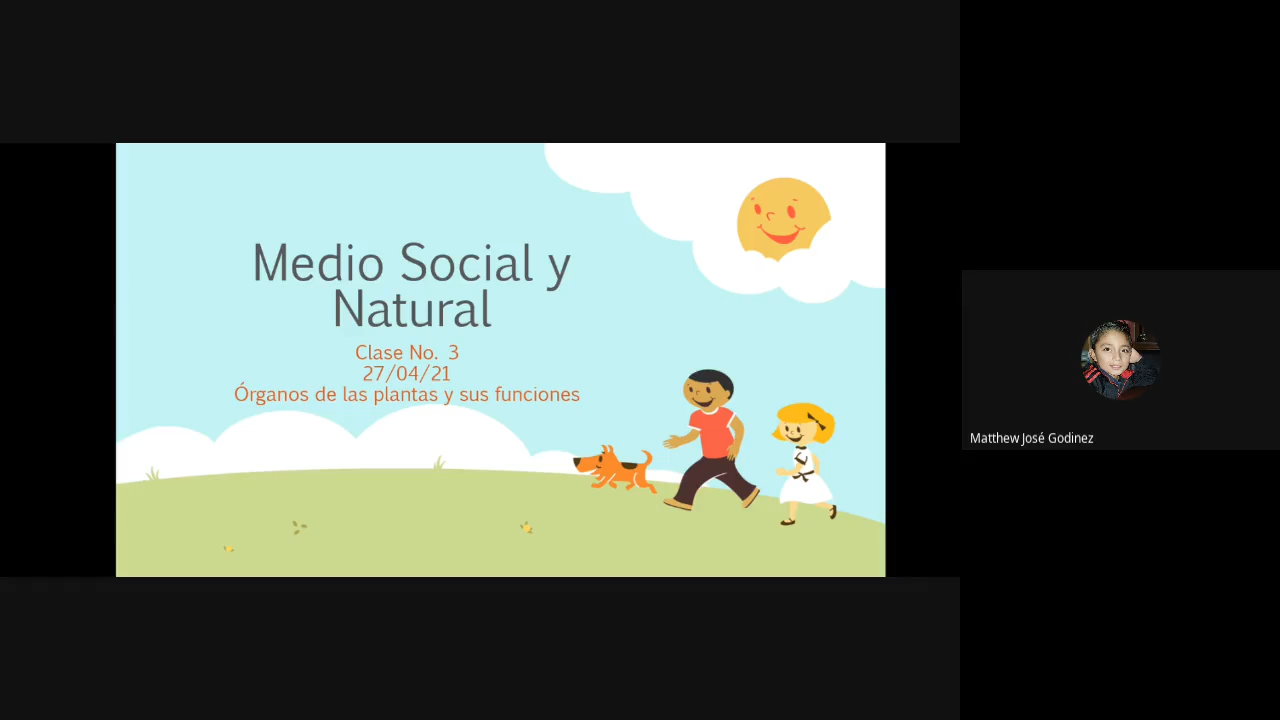 Medio Social y
Natural
Clase No. 3
27/04/21
Órganos de las plantas y sus funciones
Matthew José Godinez